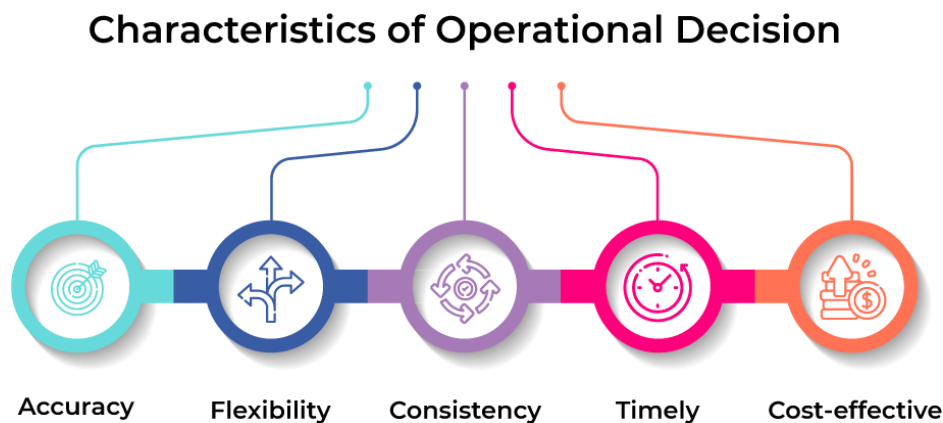 Characteristics of Operational Decision
Accuracy
Flexibility
Consistency
Timely
Cost-effective